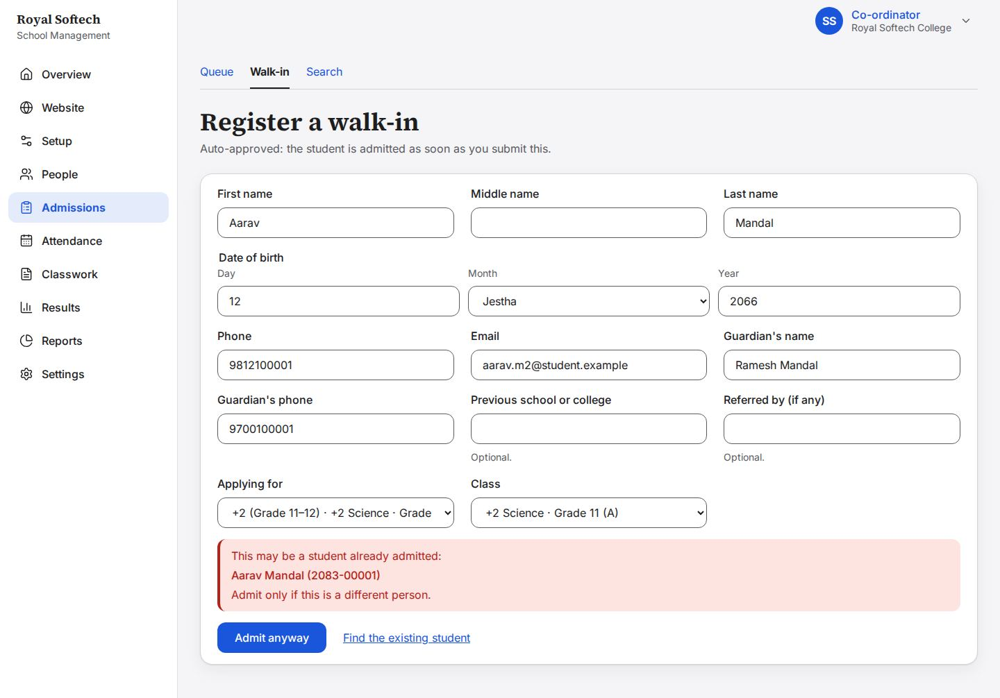 Royal Softech
School Management
SS
Co-ordinator
Royal Softech College
Overview
Website
Setup
People
Admissions
Attendance
Classwork
Results
Reports
Settings
Queue Walk-in Search
Register a walk-in
Auto-approved: the student is admitted as soon as you submit this.
First name Middle name Last name
Aarav Mandal
Date of birth
Day Month Year
12 Jestha 2066
Phone Email Guardian's name
9812100001 aarav.m2@student.example Ramesh Mandal
Guardian's phone Previous school or college Referred by (if any)
9700100001
Optional. Optional.
Applying for Class
+2 (Grade 11–12) · +2 Science · Grade +2 Science · Grade 11 (A)
This may be a student already admitted:
Aarav Mandal (2083-00001)
Admit only if this is a different person.
Admit anyway Find the existing student